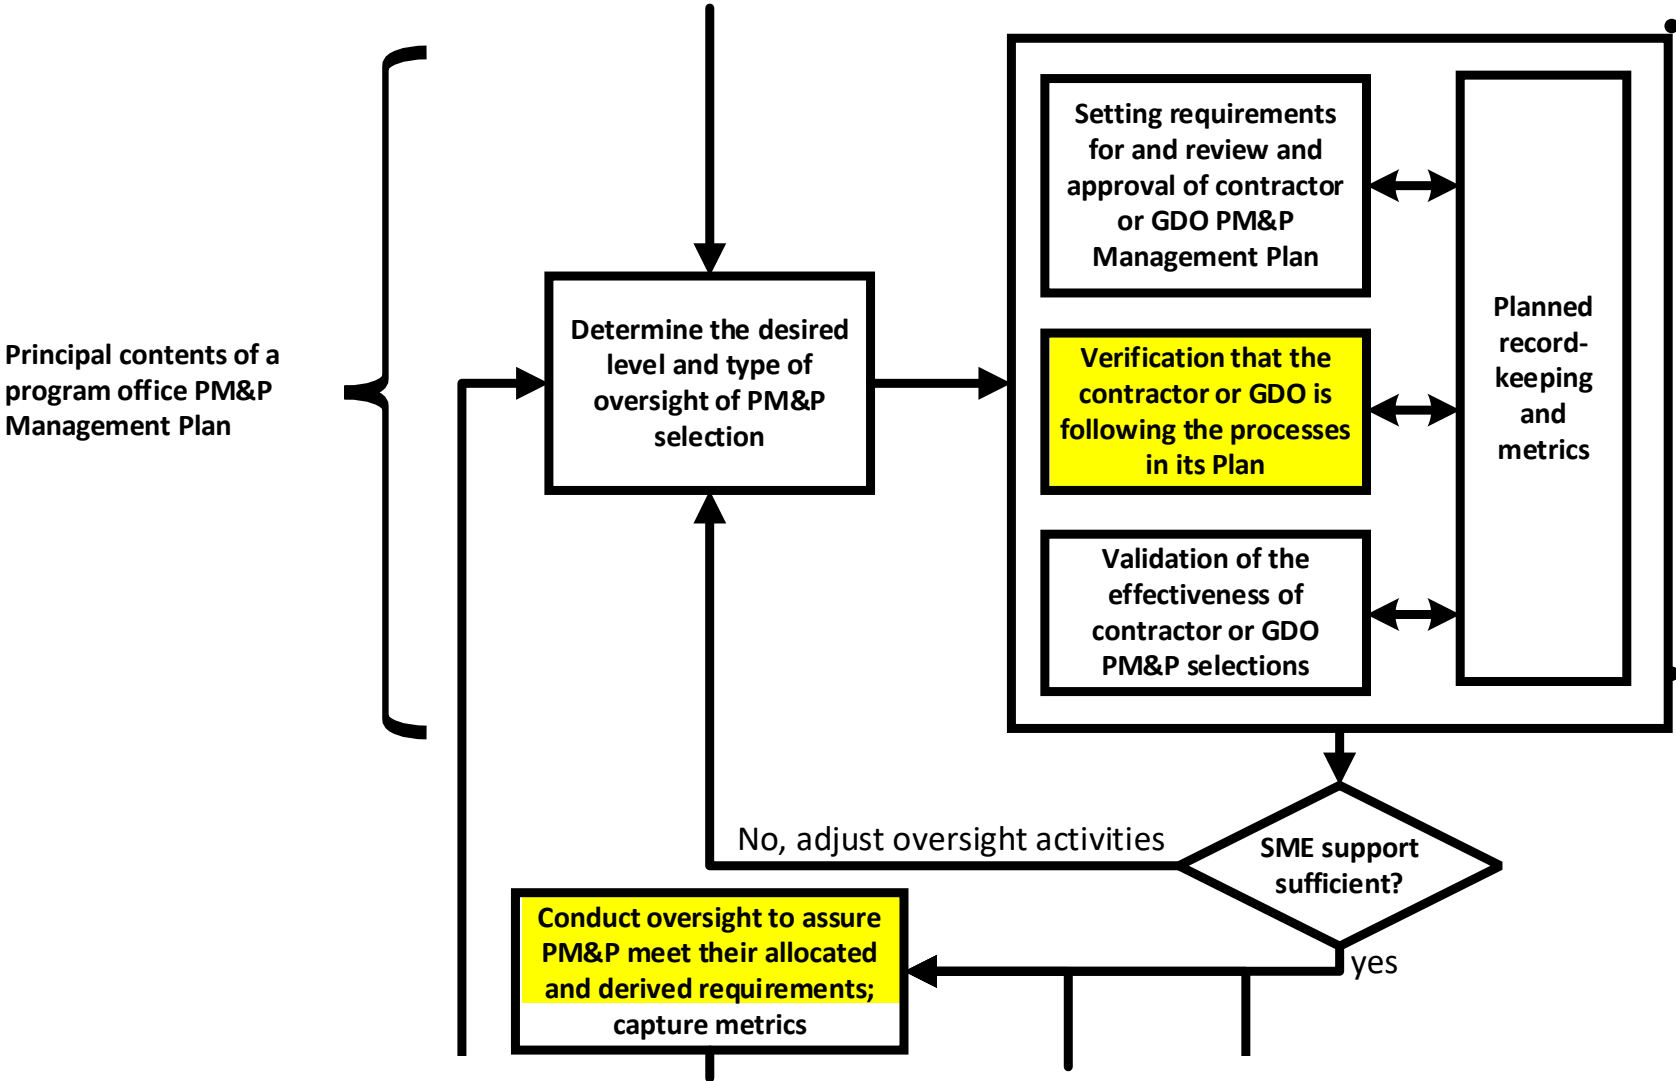 Principal contents of a
program office PM&P
Management Plan
Determine the desired
level and type of
oversight of PM&P
selection
Setting requirements
for and review and
approval of contractor
or GDO PM&P
Management Plan
Verification that the
contractor or GDO is
following the processes
in its Plan
Validation of the
effectiveness of
contractor or GDO
PM&P selections
Planned
record-
keeping
and
metrics
SME support
sufficient?
No, adjust oversight activities
yes
Conduct oversight to assure
PM&P meet their allocated
and derived requirements;
capture metrics